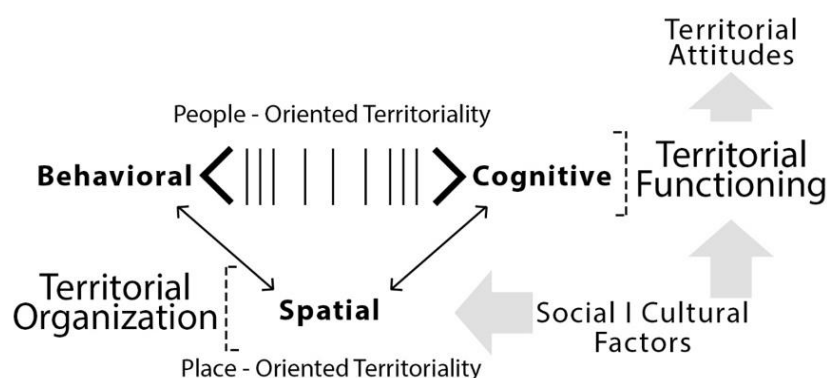 Territorial
Attitudes
People - Oriented Territoriality
Behavioral
Cognitive
Territorial
Functioning
Territorial
Organization
Spatial
Social I Cultural
Factors
Place - Oriented Territoriality